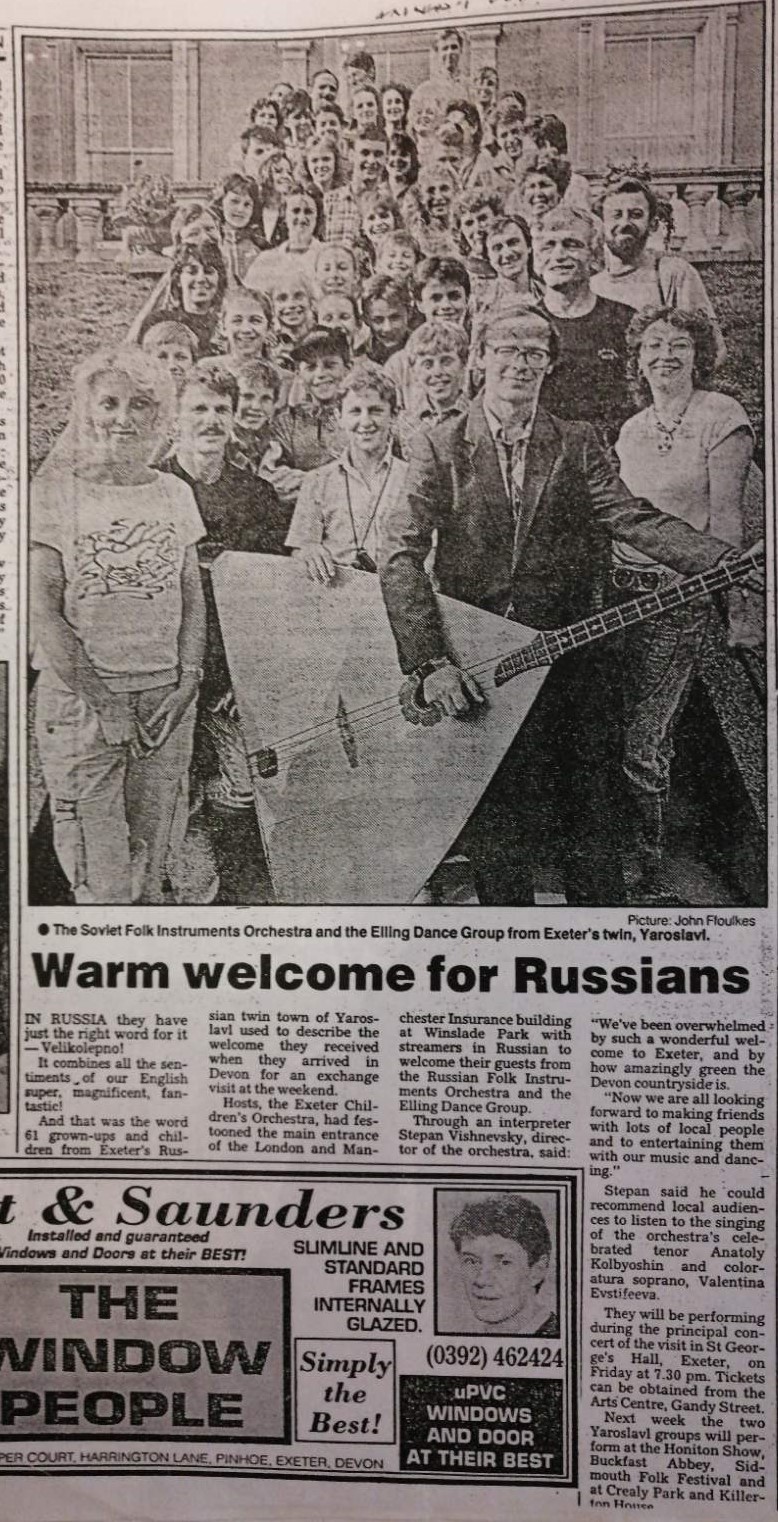 Picture: John Ffoulkes
● The Soviet Folk Instruments Orchestra and the Elling Dance Group from Exeter's twin, Yaroslavl.
Warm welcome for Russians
IN RUSSIA they have
just the right word for it
— Velikolepno!
It combines all the sen-
timents of our English
super, magnificent, fan-
tastic!
And that was the word
61 grown-ups and chil-
dren from Exeter's Rus-
sian twin town of Yaros-
lavl used to describe the
welcome they received
when they arrived in
Devon for an exchange
visit at the weekend.
Hosts, the Exeter Chil-
dren's Orchestra, had fes-
tooned the main entrance
of the London and Man-
chester Insurance building
at Winslade Park with
streamers in Russian to
welcome their guests from
the Russian Folk Instru-
ments Orchestra and the
Elling Dance Group.
Through an interpreter
Stepan Vishnevsky, direc-
tor of the orchestra, said:
"We've been overwhelmed
by such a wonderful wel-
come to Exeter, and by
how amazingly green the
Devon countryside is.
"Now we are all looking
forward to making friends
with lots of local people
and to entertaining them
with our music and danc-
ing."
Stepan said he could
recommend local audien-
ces to listen to the singing
of the orchestra's cele-
brated tenor Anatoly
Kolbyoshin and color-
atura soprano, Valentina
Evstifeeva.
They will be performing
during the principal con-
cert of the visit in St Geor-
ge's Hall, Exeter, on
Friday at 7.30 pm. Tickets
can be obtained from the
Arts Centre, Gandy Street.
Next week the two
Yaroslavl groups will per-
form at the Honiton Show,
Buckfast Abbey, Sid-
mouth Folk Festival and
at Crealy Park and Killer-
ton House
t & Saunders
Installed and guaranteed
Windows and Doors at their BEST!
THE
WINDOW
PEOPLE
SLIMLINE AND
STANDARD
FRAMES
INTERNALLY
GLAZED.
Simply
the
Best!
(0392) 462424
uPVC
WINDOWS
AND DOOR
AT THEIR BEST
PER COURT, HARRINGTON LANE, PINHOE, EXETER, DEVON